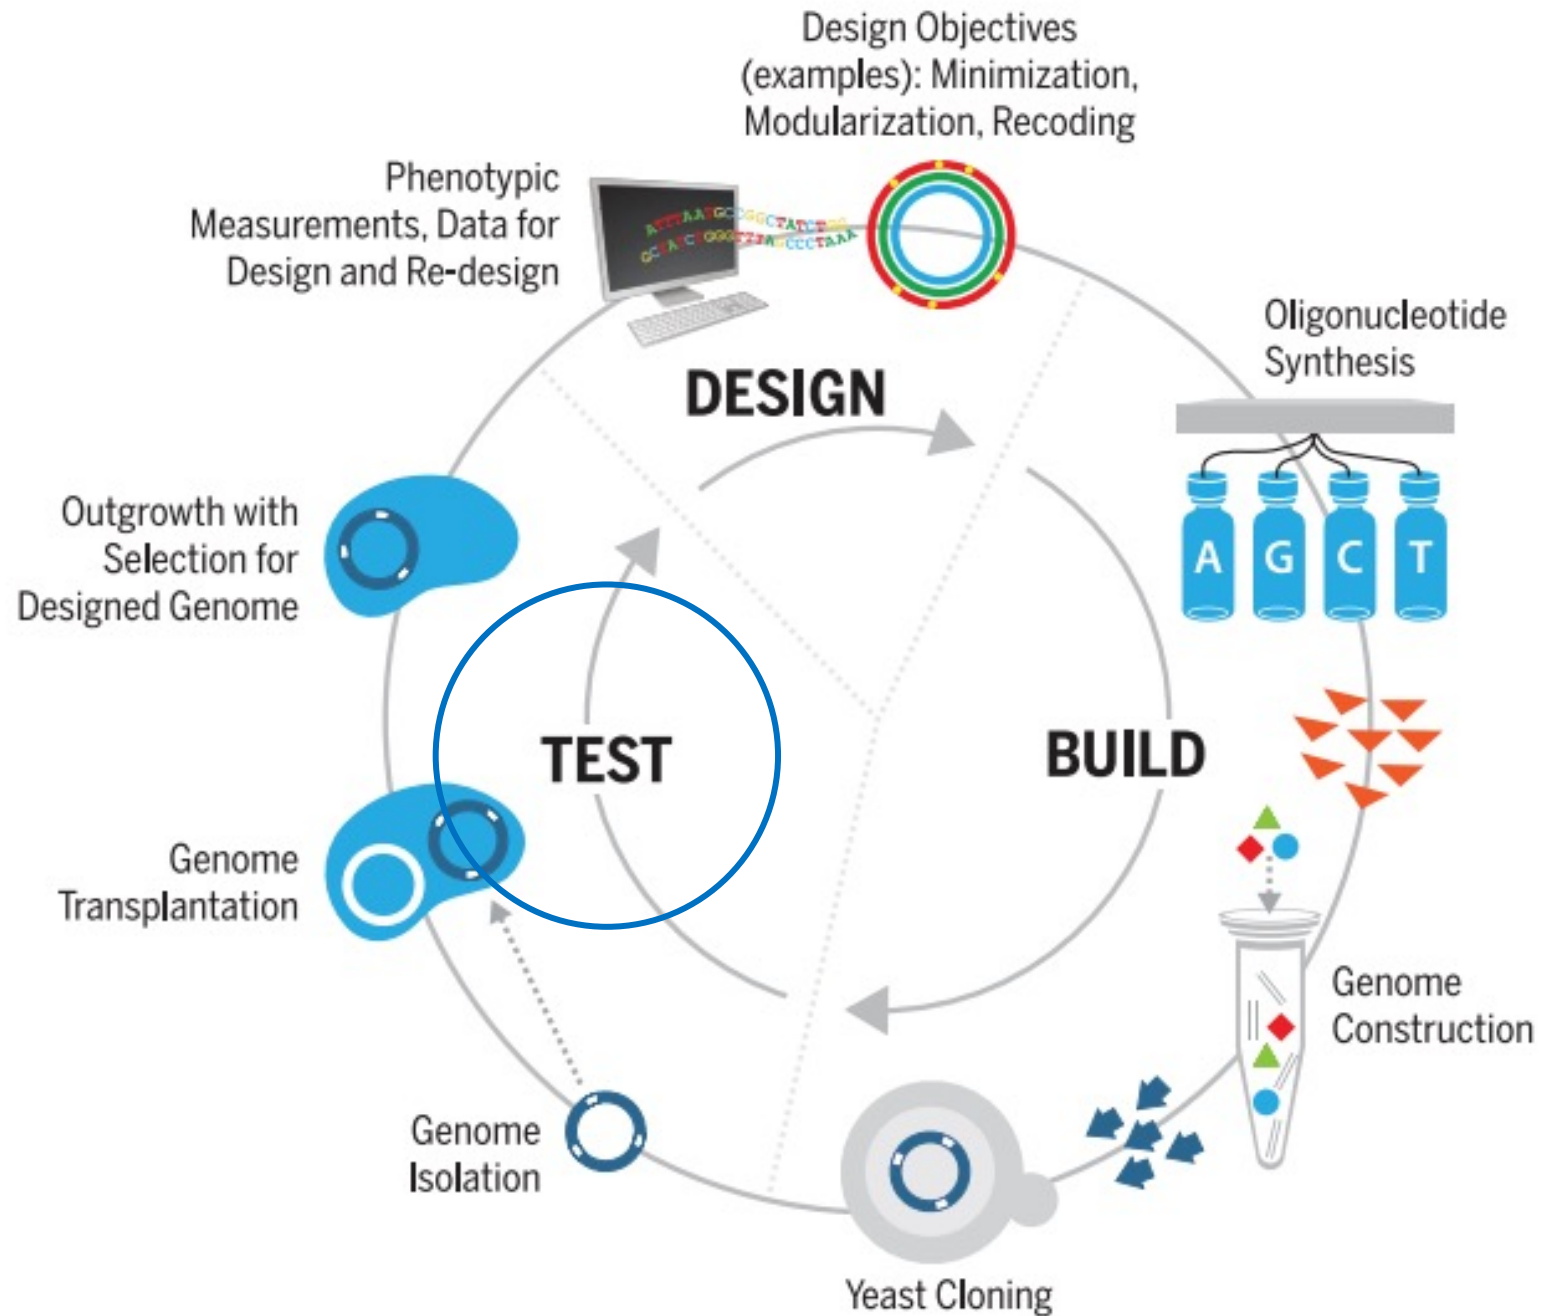 Design Objectives
(examples): Minimization,
Modularization, Recoding
Phenotypic
Measurements, Data for
Design and Re-design
DESIGN
Oligonucleotide
Synthesis
A G C T
Outgrowth with
Selection for
Designed Genome
TEST
BUILD
Genome
Transplantation
Genome
Construction
Genome
Isolation
Yeast Cloning